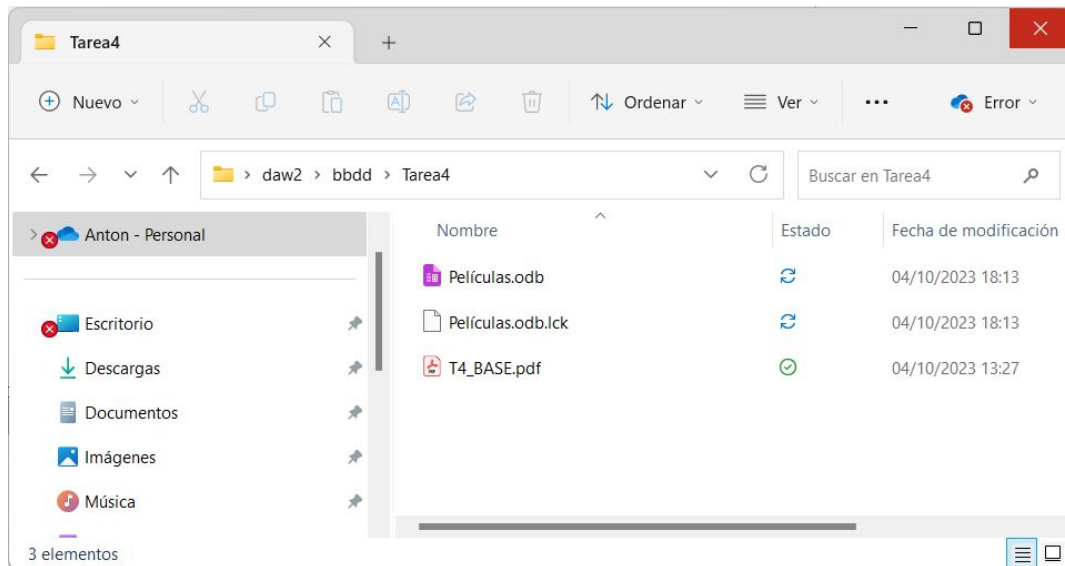 Tarea4
Nuevo
Ordenar
Ver
Error
daw2 > bbdd > Tarea4
Buscar en Tarea4
Anton - Personal
Escritorio
Descargas
Documentos
Imágenes
Música
Nombre Estado Fecha de modificación
Películas.odb 04/10/2023 18:13
Películas.odb.lck 04/10/2023 18:13
T4_BASE.pdf 04/10/2023 13:27
3 elementos